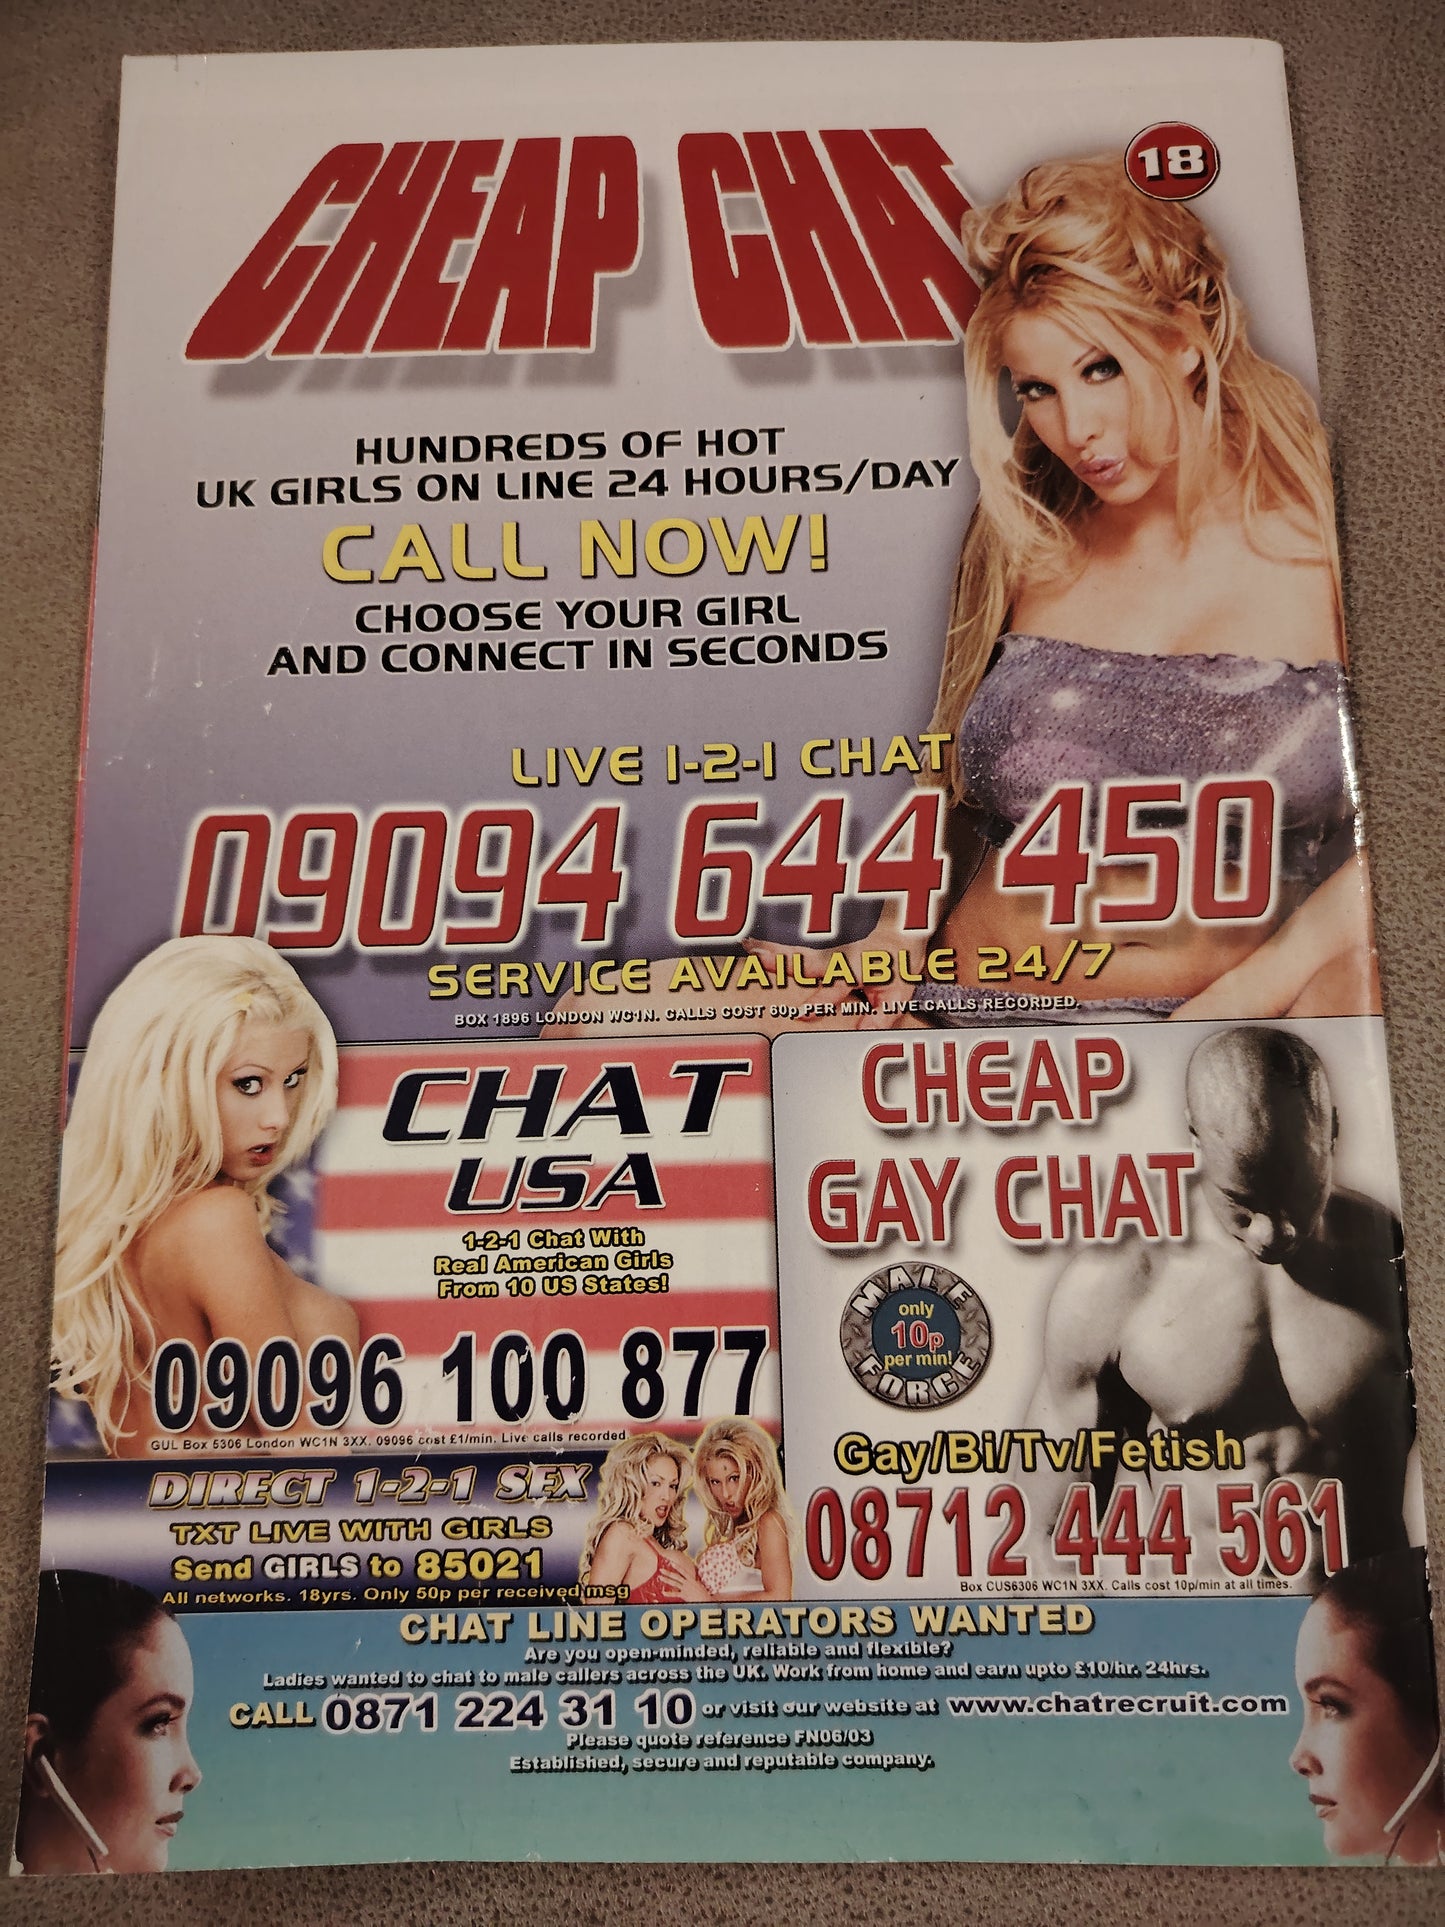 CHEAP CHAT
18
HUNDREDS OF HOT
UK GIRLS ON LINE 24 HOURS/DAY
CALL NOW!
CHOOSE YOUR GIRL
AND CONNECT IN SECONDS
LIVE 1-2-1 CHAT
09094 644 450
SERVICE AVAILABLE 24/7
BOX 1896 LONDON WC1N. CALLS COST 60p PER MIN. LIVE CALLS RECORDED.
CHAT
USA
1-2-1 Chat With
Real American Girls
From 10 US States!
09096 100 877
GUL Box 5306 London WC1N 3XX. 09096 cost £1/min. Live calls recorded.
CHEAP
GAY CHAT
MALE
only
10p
per min!
FORCE
Gay/Bi/Tv/Fetish
08712 444 561
Box CUS6306 WC1N 3XX. Calls cost 10p/min at all times.
DIRECT 1-2-1 SEX
TXT LIVE WITH GIRLS
Send GIRLS to 85021
All networks. 18yrs. Only 50p per received msg
CHAT LINE OPERATORS WANTED
Are you open-minded, reliable and flexible?
Ladies wanted to chat to male callers across the UK. Work from home and earn upto £10/hr. 24hrs.
CALL 0871 224 31 10 or visit our website at www.chatrecruit.com
Please quote reference FN06/03
Established, secure and reputable company.